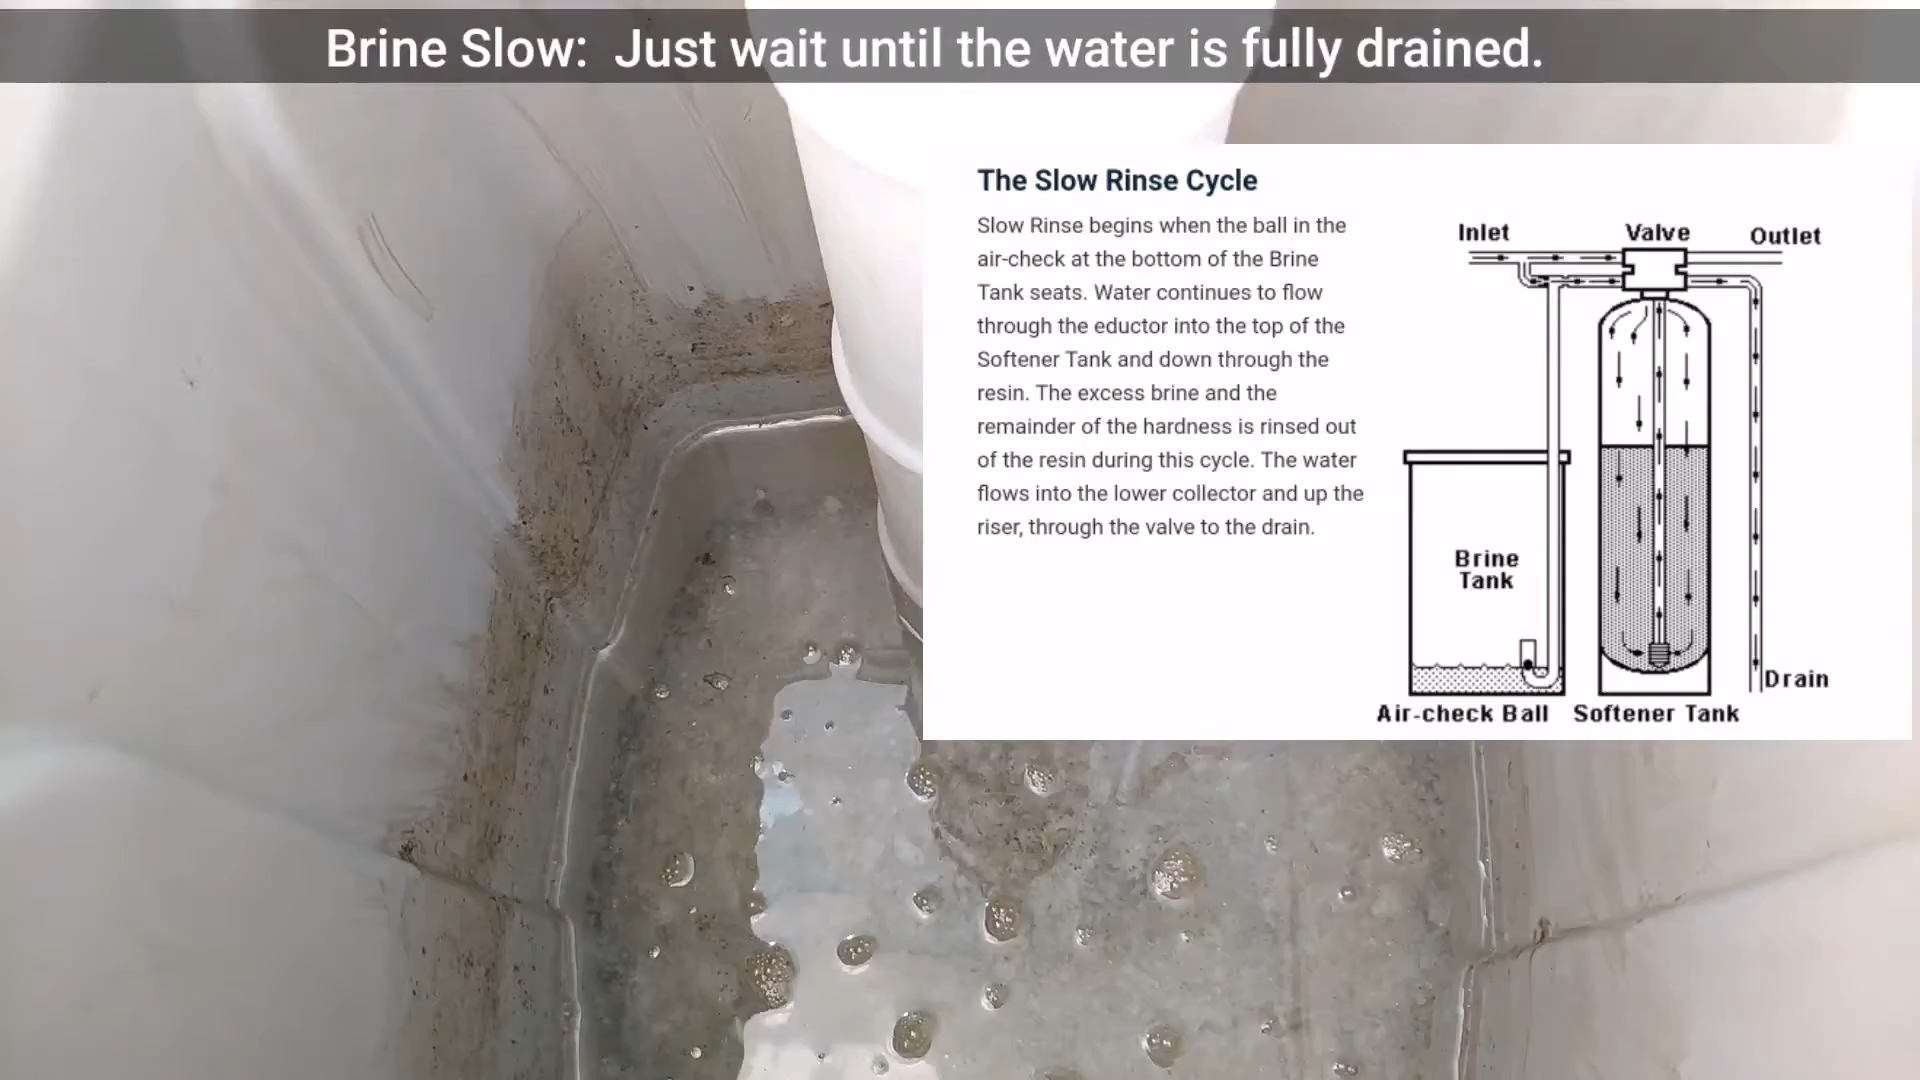 Brine Slow:  Just wait until the water is fully drained.
The Slow Rinse Cycle
Slow Rinse begins when the ball in the
air-check at the bottom of the Brine
Tank seats. Water continues to flow
through the eductor into the top of the
Softener Tank and down through the
resin. The excess brine and the
remainder of the hardness is rinsed out
of the resin during this cycle. The water
flows into the lower collector and up the
riser, through the valve to the drain.
Inlet
Valve
Outlet
Brine
Tank
Drain
Air-check Ball
Softener Tank